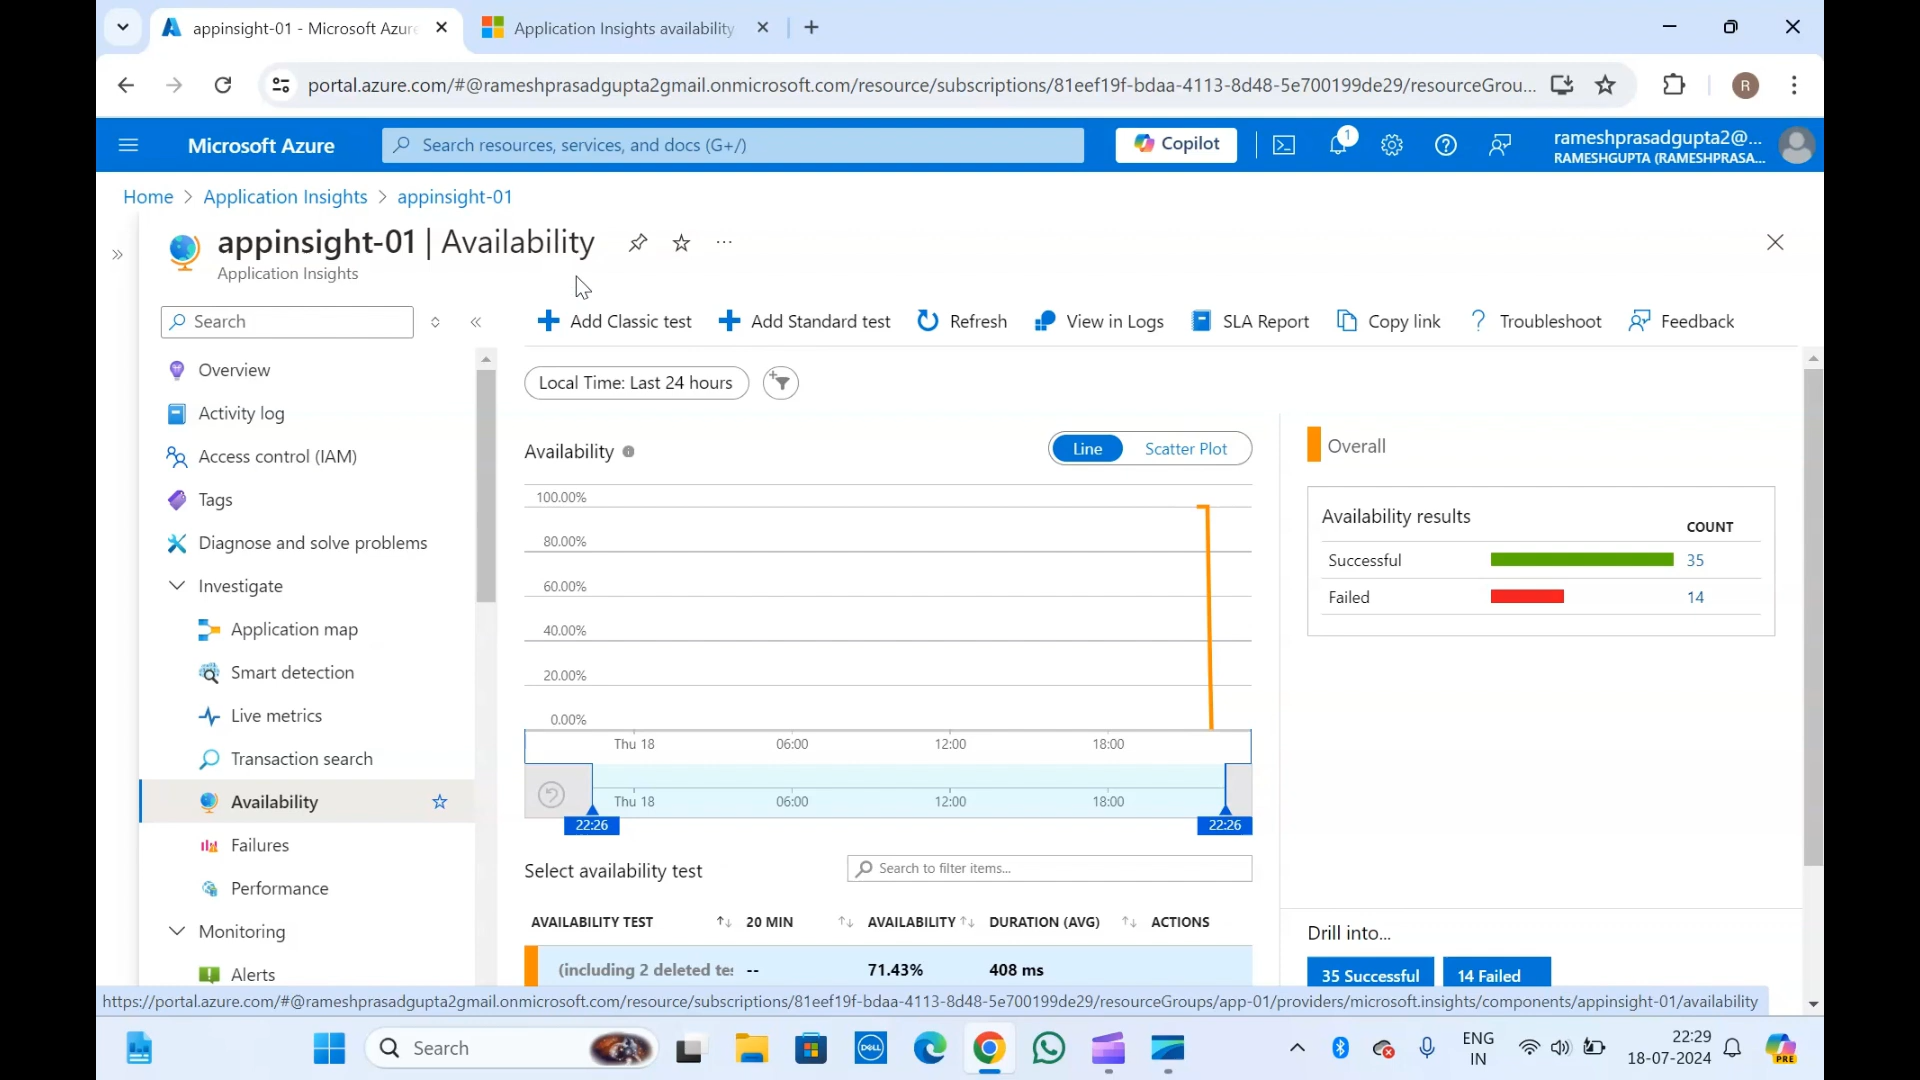 appinsight-01 - Microsoft Azure
Application Insights availability
portal.azure.com/#@rameshprasadgupta2gmail.onmicrosoft.com/resource/subscriptions/81eef19f-bdaa-4113-8d48-5e700199de29/resourceGrou...
R
Microsoft Azure
Search resources, services, and docs (G+/)
Copilot
1
rameshprasadgupta2@...
RAMESHGUPTA (RAMESHPRASA...
Home > Application Insights > appinsight-01
appinsight-01 | Availability
Application Insights
Search
Add Classic test
Add Standard test
Refresh
View in Logs
SLA Report
Copy link
Troubleshoot
Feedback
Overview
Activity log
Access control (IAM)
Tags
Diagnose and solve problems
Investigate
Application map
Smart detection
Live metrics
Transaction search
Availability
Failures
Performance
Monitoring
Alerts
Local Time: Last 24 hours
Availability
Line
Scatter Plot
100.00%
80.00%
60.00%
40.00%
20.00%
0.00%
Thu 18 06:00 12:00 18:00
Thu 18 06:00 12:00 18:00
22:26 22:26
Select availability test
Search to filter items...
AVAILABILITY TEST 20 MIN AVAILABILITY DURATION (AVG) ACTIONS
(including 2 deleted te -- 71.43% 408 ms
Overall
Availability results COUNT
Successful 35
Failed 14
Drill into...
35 Successful
14 Failed
https://portal.azure.com/#@rameshprasadgupta2gmail.onmicrosoft.com/resource/subscriptions/81eef19f-bdaa-4113-8d48-5e700199de29/resourceGroups/app-01/providers/microsoft.insights/components/appinsight-01/availability
Search
DELL
ENG
IN
22:29
18-07-2024
PRE